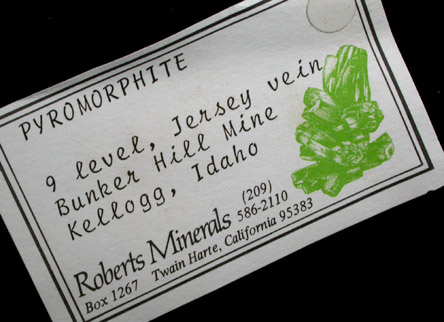 PYROMORPHITE
9 level, Jersey vein
Bunker Hill Mine
Kellogg, Idaho
Roberts Minerals (209) 586-2110
Box 1267 Twain Harte, California 95383